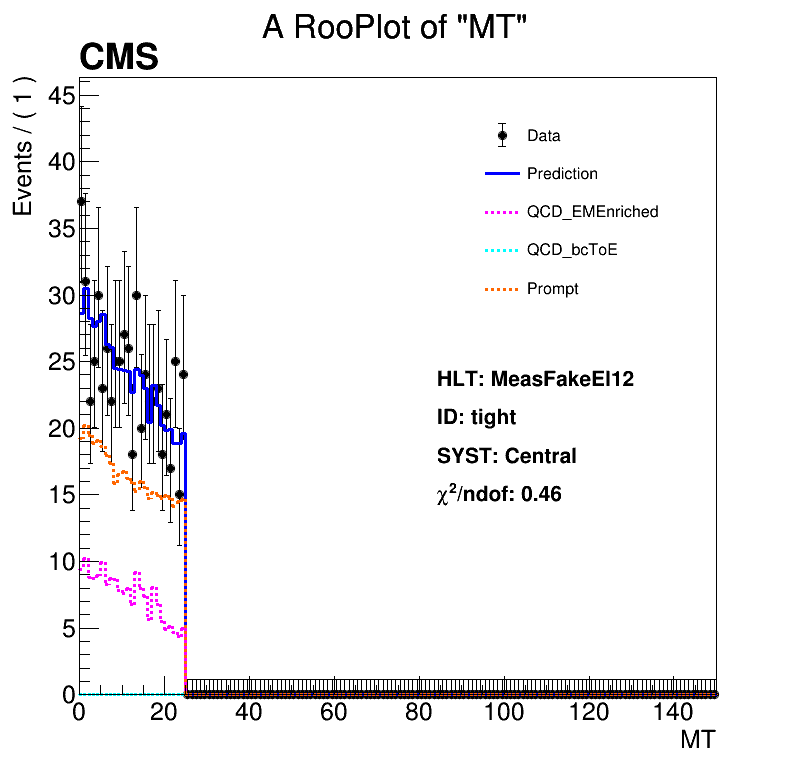 A RooPlot of "MT"
CMS
Events / ( 1 )
45
40
35
30
25
20
15
10
5
0
Data
Prediction
QCD_EMEnriched
QCD_bcToE
Prompt
HLT: MeasFakeEl12
ID: tight
SYST: Central
χ²/ndof: 0.46
0 20 40 60 80 100 120 140
MT